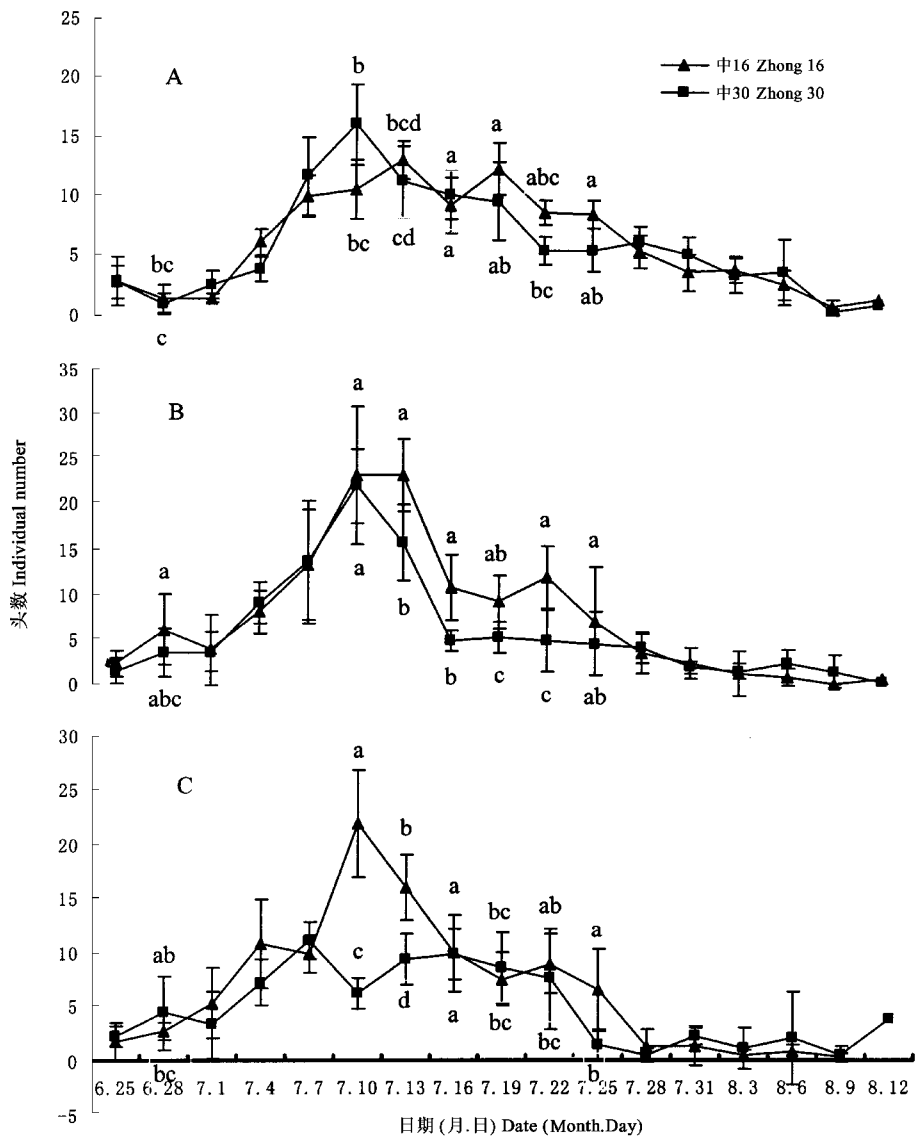 25
A
b
中16 Zhong 16
20
中30 Zhong 30
bcd
a
15
a
abc
a
10
bc
cd
a
ab
5
bc
bc
ab
0
c
35
a
a
B
30
25
a
a
20
ab
a
a
15
a
10
b
5
b
c
c
ab
0
abc
头数 Individual number
30
a
C
25
b
20
a
15
bc
ab
a
ab
c
10
d
a
bc
5
bc
0
bc
b
6.25 6.28 7.1 7.4 7.7 7.10 7.13 7.16 7.19 7.22 7.25 7.28 7.31 8.3 8.6 8.9 8.12
-5
日期(月.日) Date (Month.Day)